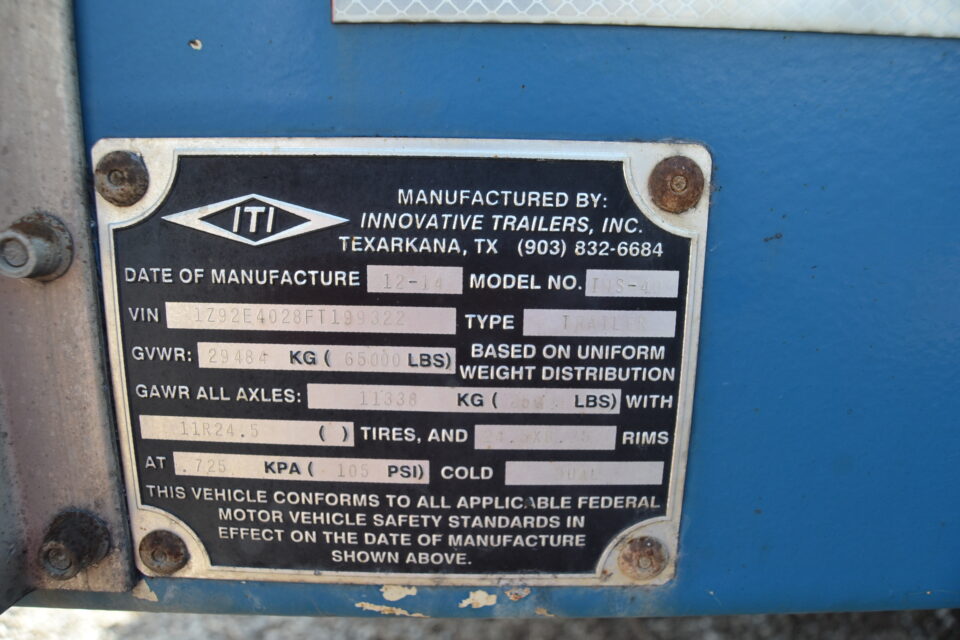 ITI
MANUFACTURED BY:
INNOVATIVE TRAILERS, INC.
TEXARKANA, TX (903) 832-6684
DATE OF MANUFACTURE 12-14 MODEL NO.
VIN 1Z92E4028FT199322 TYPE TRAILER
GVWR: 29484 KG ( 65000 LBS) BASED ON UNIFORM
WEIGHT DISTRIBUTION
GAWR ALL AXLES: 11338 KG ( LBS) WITH
11R24.5 ( ) TIRES, AND RIMS
AT .725 KPA ( 105 PSI) COLD
THIS VEHICLE CONFORMS TO ALL APPLICABLE FEDERAL
MOTOR VEHICLE SAFETY STANDARDS IN
EFFECT ON THE DATE OF MANUFACTURE
SHOWN ABOVE.